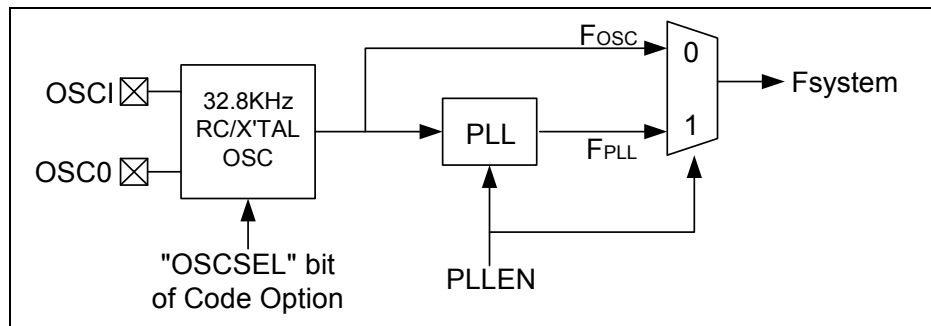 OSCI
OSC0
32.8KHz
RC/X'TAL
OSC
"OSCSEL" bit
of Code Option
PLL
PLLEN
FOSC
FPLL
0
1
Fsystem